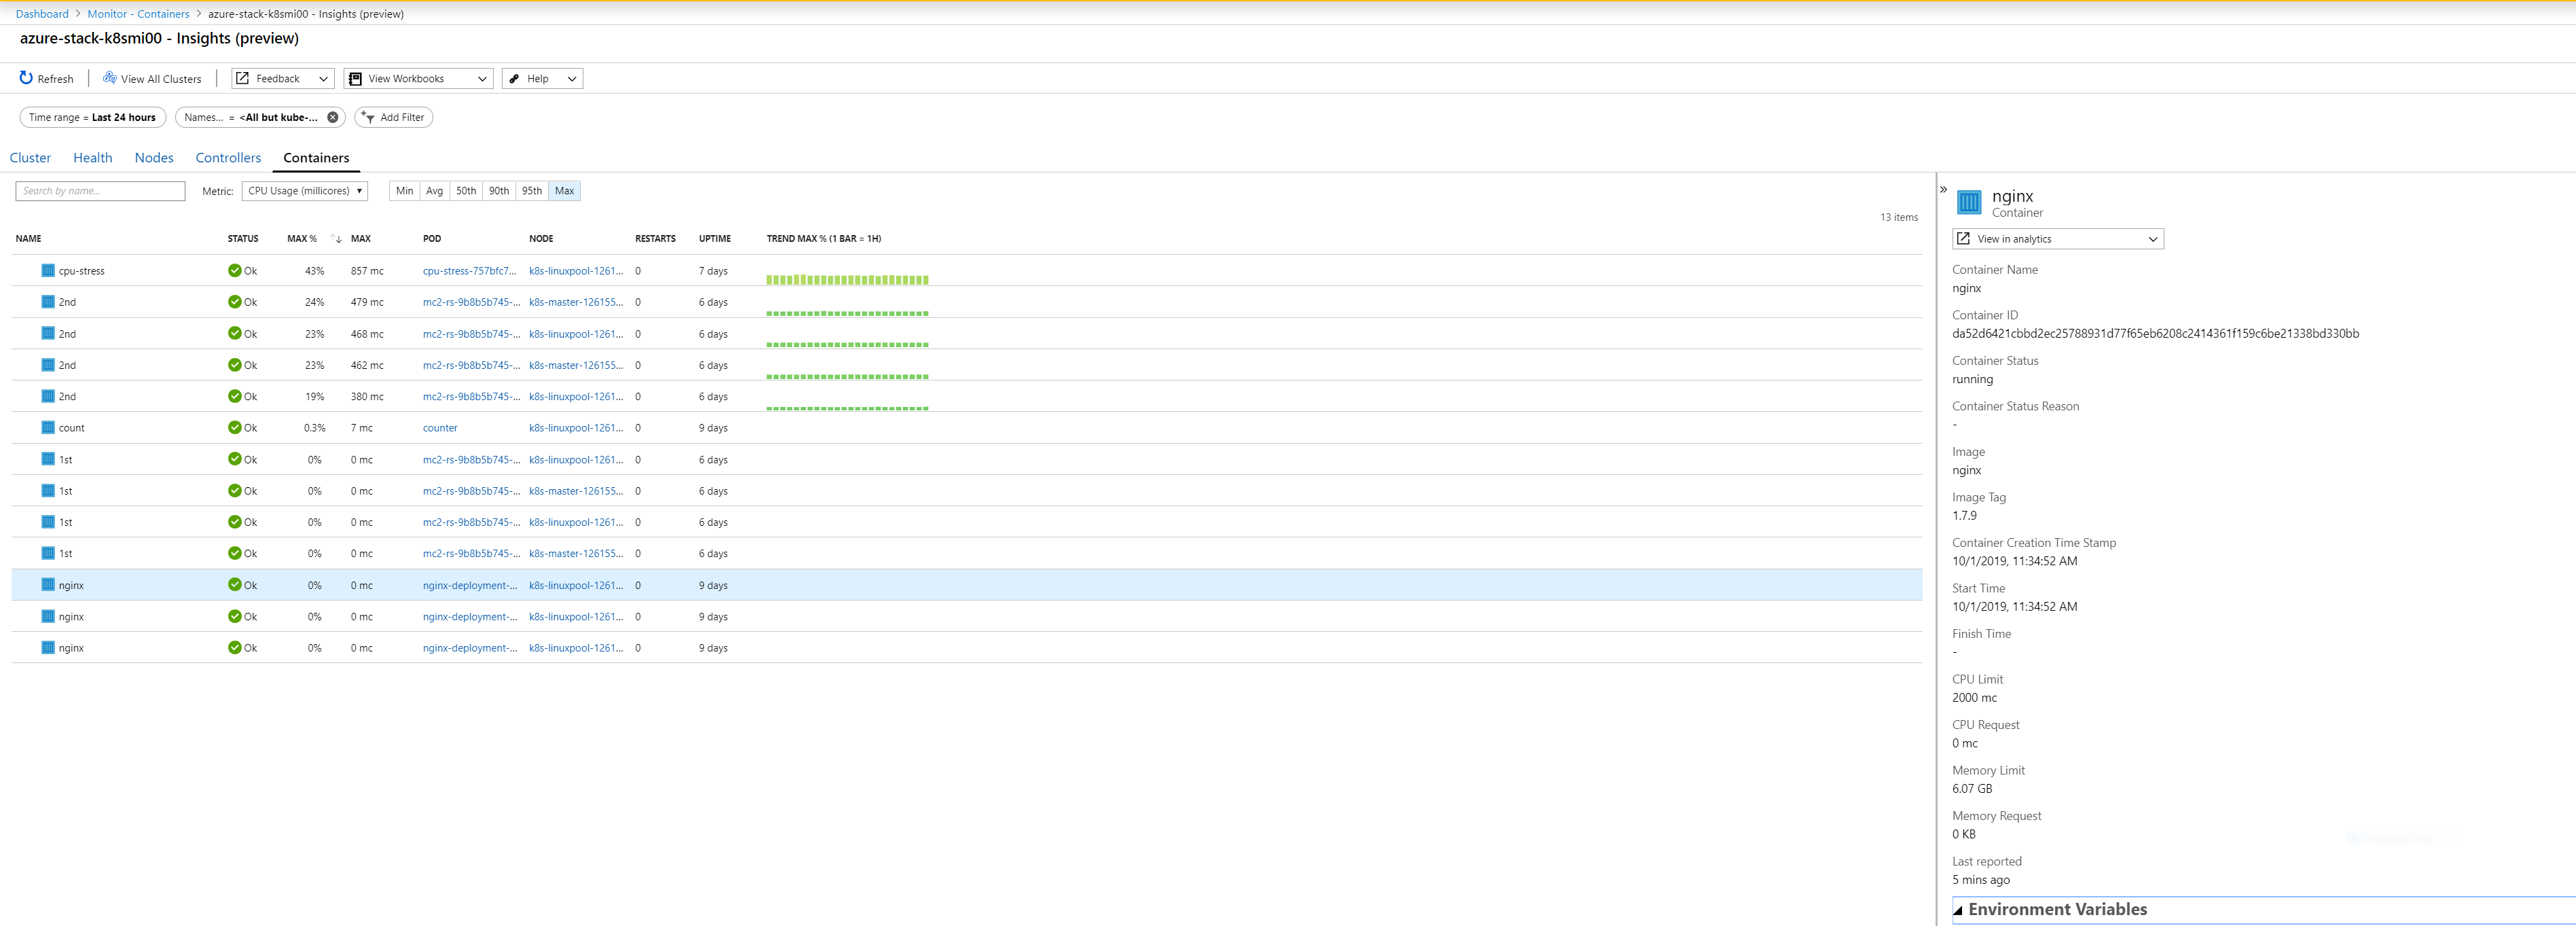 Dashboard > Monitor - Containers > azure-stack-k8smi00 - Insights (preview)
azure-stack-k8smi00 - Insights (preview)
Refresh View All Clusters Feedback View Workbooks Help
Time range = Last 24 hours Names... = <All but kube-... Add Filter
Cluster Health Nodes Controllers Containers
Search by name... Metric: CPU Usage (millicores) Min Avg 50th 90th 95th Max
13 items
NAME STATUS MAX % MAX POD NODE RESTARTS UPTIME TREND MAX % (1 BAR = 1H)
cpu-stress Ok 43% 857 mc cpu-stress-757bfc7... k8s-linuxpool-1261... 0 7 days
2nd Ok 24% 479 mc mc2-rs-9b8b5b745-... k8s-master-126155... 0 6 days
2nd Ok 23% 468 mc mc2-rs-9b8b5b745-... k8s-linuxpool-1261... 0 6 days
2nd Ok 23% 462 mc mc2-rs-9b8b5b745-... k8s-master-126155... 0 6 days
2nd Ok 19% 380 mc mc2-rs-9b8b5b745-... k8s-linuxpool-1261... 0 6 days
count Ok 0.3% 7 mc counter k8s-linuxpool-1261... 0 9 days
1st Ok 0% 0 mc mc2-rs-9b8b5b745-... k8s-linuxpool-1261... 0 6 days
1st Ok 0% 0 mc mc2-rs-9b8b5b745-... k8s-master-126155... 0 6 days
1st Ok 0% 0 mc mc2-rs-9b8b5b745-... k8s-linuxpool-1261... 0 6 days
1st Ok 0% 0 mc mc2-rs-9b8b5b745-... k8s-master-126155... 0 6 days
nginx Ok 0% 0 mc nginx-deployment-... k8s-linuxpool-1261... 0 9 days
nginx Ok 0% 0 mc nginx-deployment-... k8s-linuxpool-1261... 0 9 days
nginx Ok 0% 0 mc nginx-deployment-... k8s-linuxpool-1261... 0 9 days
»
nginx
Container
View in analytics
Container Name
nginx
Container ID
da52d6421cbbd2ec25788931d77f65eb6208c2414361f159c6be21338bd330bb
Container Status
running
Container Status Reason
-
Image
nginx
Image Tag
1.7.9
Container Creation Time Stamp
10/1/2019, 11:34:52 AM
Start Time
10/1/2019, 11:34:52 AM
Finish Time
-
CPU Limit
2000 mc
CPU Request
0 mc
Memory Limit
6.07 GB
Memory Request
0 KB
Last reported
5 mins ago
Environment Variables